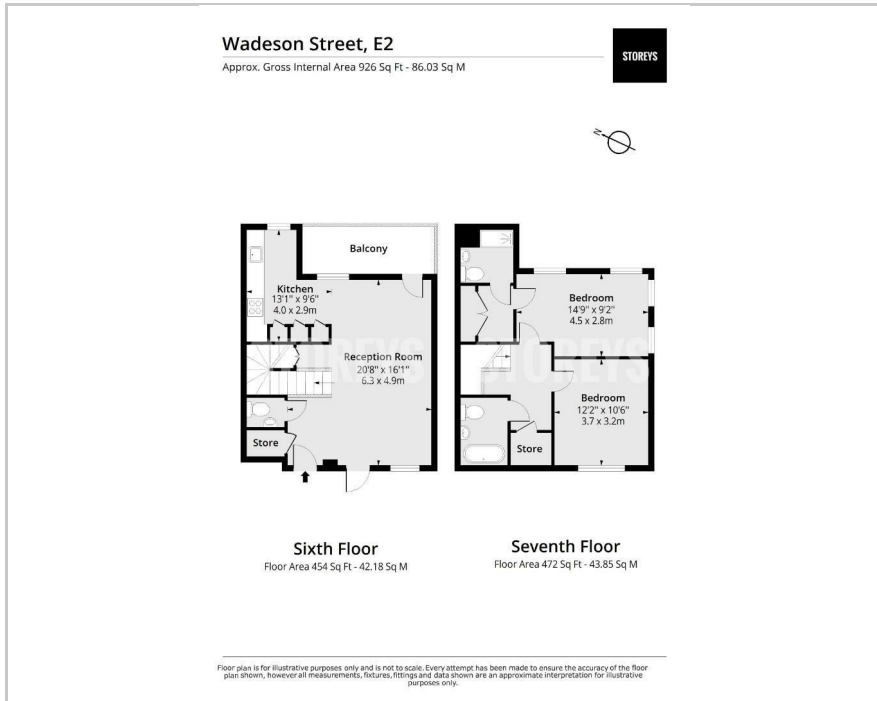 Wadeson Street, E2
Approx. Gross Internal Area 926 Sq Ft - 86.03 Sq M
STOREYS
N
Balcony
Kitchen
13'1" x 9'6"
4.0 x 2.9m
Reception Room
20'8" x 16'1"
6.3 x 4.9m
Store
STOREYS
Sixth Floor
Floor Area 454 Sq Ft - 42.18 Sq M
Bedroom
14'9" x 9'2"
4.5 x 2.8m
STOREYS
Bedroom
12'2" x 10'6"
3.7 x 3.2m
Store
Seventh Floor
Floor Area 472 Sq Ft - 43.85 Sq M
Floor plan is for illustrative purposes only and is not to scale. Every attempt has been made to ensure the accuracy of the floor
plan shown, however all measurements, fixtures, fittings and data shown are an approximate interpretation for illustrative
purposes only.